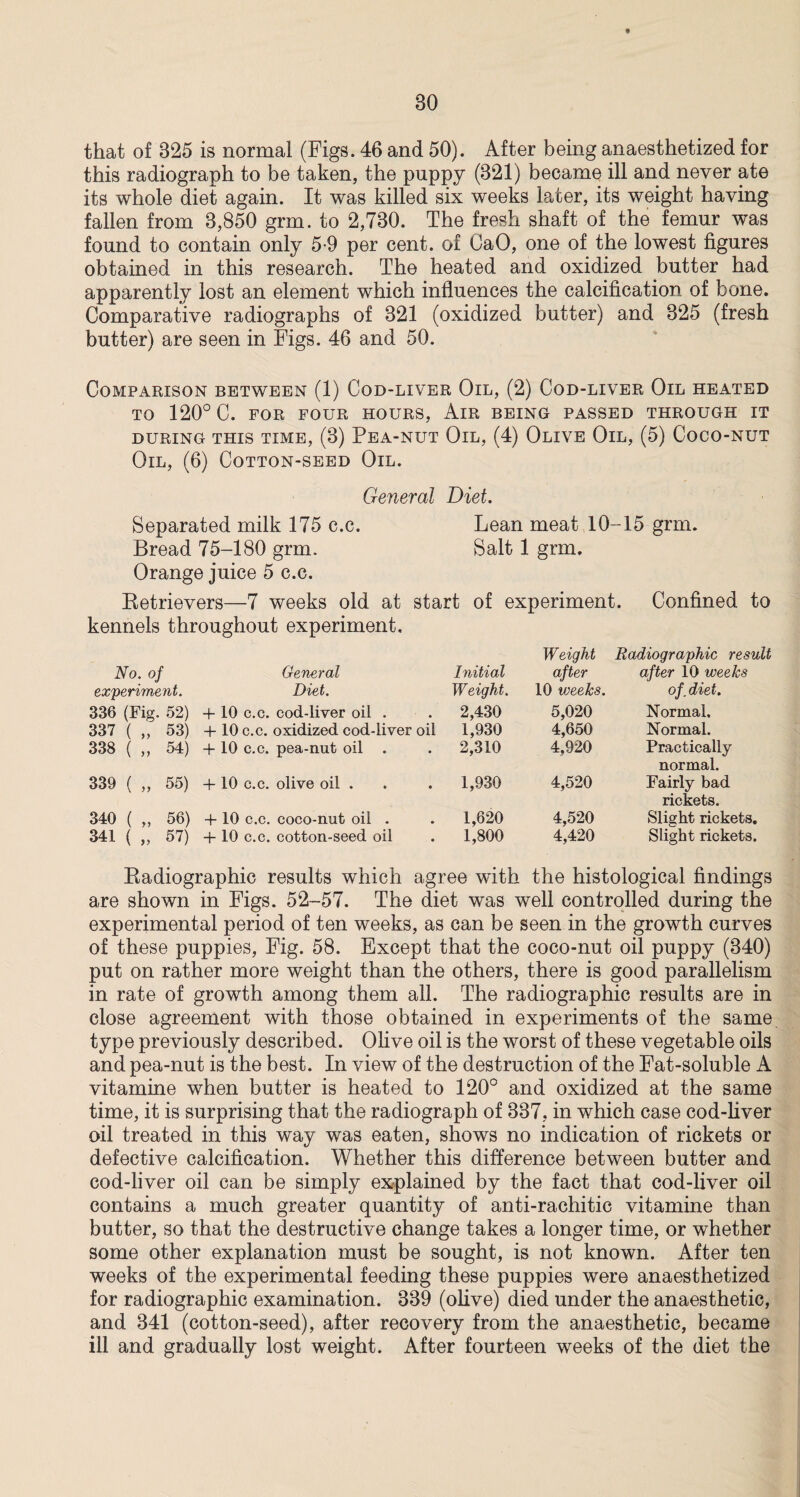 30
that of 325 is normal (Figs. 46 and 50). After being anaesthetized for
this radiograph to be taken, the puppy (321) became ill and never ate
its whole diet again. It was killed six weeks later, its weight having
fallen from 3,850 grm. to 2,730. The fresh shaft of the femur was
found to contain only 5·9 per cent. of CaO, one of the lowest figures
obtained in this research. The heated and oxidized butter had
apparently lost an element which influences the calcification of bone.
Comparative radiographs of 321 (oxidized butter) and 325 (fresh
butter) are seen in Figs. 46 and 50.
Comparison between (1) Cod-liver Oil, (2) Cod-liver Oil heated
to 120° C. for four hours, Air being passed through it
during this time, (3) Pea-nut Oil, (4) Olive Oil, (5) Coco-nut
Oil, (6) Cotton-seed Oil.
General Diet.
Separated milk 175 c.c. Lean meat 10–15 grm.
Bread 75–180 grm. Salt 1 grm.
Orange juice 5 c.c.
Retrievers—7 weeks old at start of experiment. Confined to
kennels throughout experiment.
Weight Radiographic result
No. of General Initial after after 10 weeks
experiment. Diet. Weight. 10 weeks. of diet.
336 (Fig. 52) + 10 c.c. cod-liver oil . . 2,430 5,020 Normal.
337 ( ,, 53) + 10 c.c. oxidized cod-liver oil 1,930 4,650 Normal.
338 ( ,, 54) + 10 c.c. pea-nut oil . . 2,310 4,920 Practically
normal.
339 ( ,, 55) + 10 c.c. olive oil . . . 1,930 4,520 Fairly bad
rickets.
340 ( ,, 56) + 10 c.c. coco-nut oil . . 1,620 4,520 Slight rickets.
341 ( ,, 57) + 10 c.c. cotton-seed oil . 1,800 4,420 Slight rickets.
Radiographic results which agree with the histological findings
are shown in Figs. 52–57. The diet was well controlled during the
experimental period of ten weeks, as can be seen in the growth curves
of these puppies, Fig. 58. Except that the coco-nut oil puppy (340)
put on rather more weight than the others, there is good parallelism
in rate of growth among them all. The radiographic results are in
close agreement with those obtained in experiments of the same
type previously described. Olive oil is the worst of these vegetable oils
and pea-nut is the best. In view of the destruction of the Fat-soluble A
vitamine when butter is heated to 120° and oxidized at the same
time, it is surprising that the radiograph of 337, in which case cod-liver
oil treated in this way was eaten, shows no indication of rickets or
defective calcification. Whether this difference between butter and
cod-liver oil can be simply explained by the fact that cod-liver oil
contains a much greater quantity of anti-rachitic vitamine than
butter, so that the destructive change takes a longer time, or whether
some other explanation must be sought, is not known. After ten
weeks of the experimental feeding these puppies were anaesthetized
for radiographic examination. 339 (olive) died under the anaesthetic,
and 341 (cotton-seed), after recovery from the anaesthetic, became
ill and gradually lost weight. After fourteen weeks of the diet the